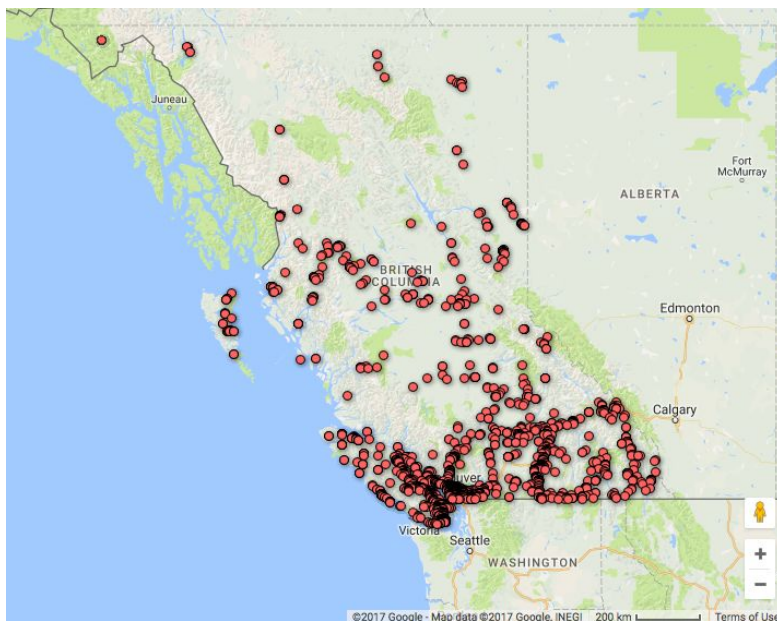 Juneau
Fort
McMurray
ALBERTA
BRITISH
COLUMBIA
Edmonton
Calgary
uver
Victoria
Seattle
WASHINGTON
+
−
©2017 Google - Map data ©2017 Google, INEGI
200 km
Terms of Use